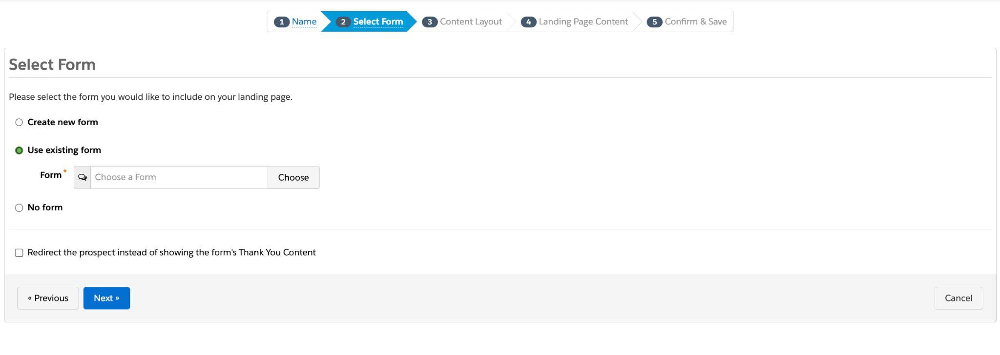 1 Name 2 Select Form 3 Content Layout 4 Landing Page Content 5 Confirm & Save
Select Form
Please select the form you would like to include on your landing page.
Create new form
Use existing form
Form * Choose a Form Choose
No form
Redirect the prospect instead of showing the form's Thank You Content
« Previous Next » Cancel